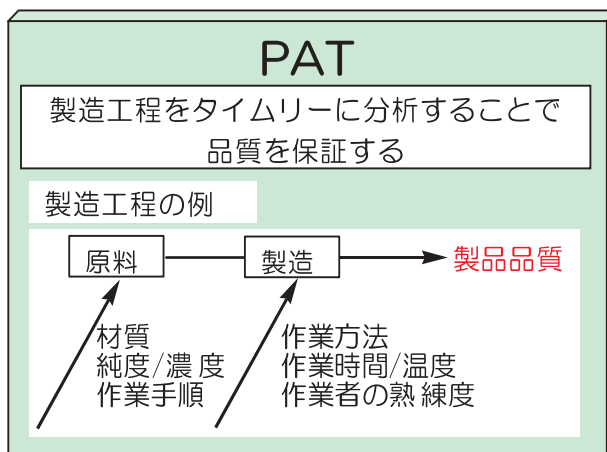 PAT
製造工程をタイムリーに分析することで
品質を保証する
製造工程の例
原料
製造
製品品質
材質
純度/濃度
作業手順
作業方法
作業時間/温度
作業者の熟練度